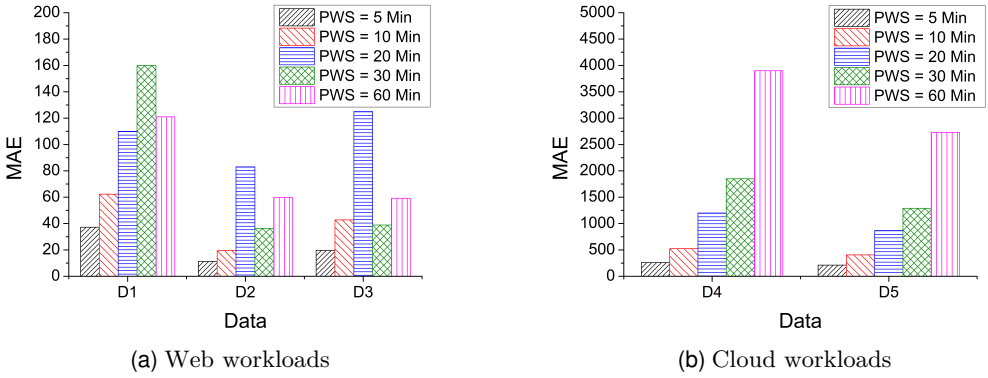 200
180
160
140
120
100
80
60
40
20
0
MAE
PWS = 5 Min
PWS = 10 Min
PWS = 20 Min
PWS = 30 Min
PWS = 60 Min
D1 D2 D3
Data
(a) Web workloads
5000
4500
4000
3500
3000
2500
2000
1500
1000
500
0
MAE
PWS = 5 Min
PWS = 10 Min
PWS = 20 Min
PWS = 30 Min
PWS = 60 Min
D4 D5
Data
(b) Cloud workloads